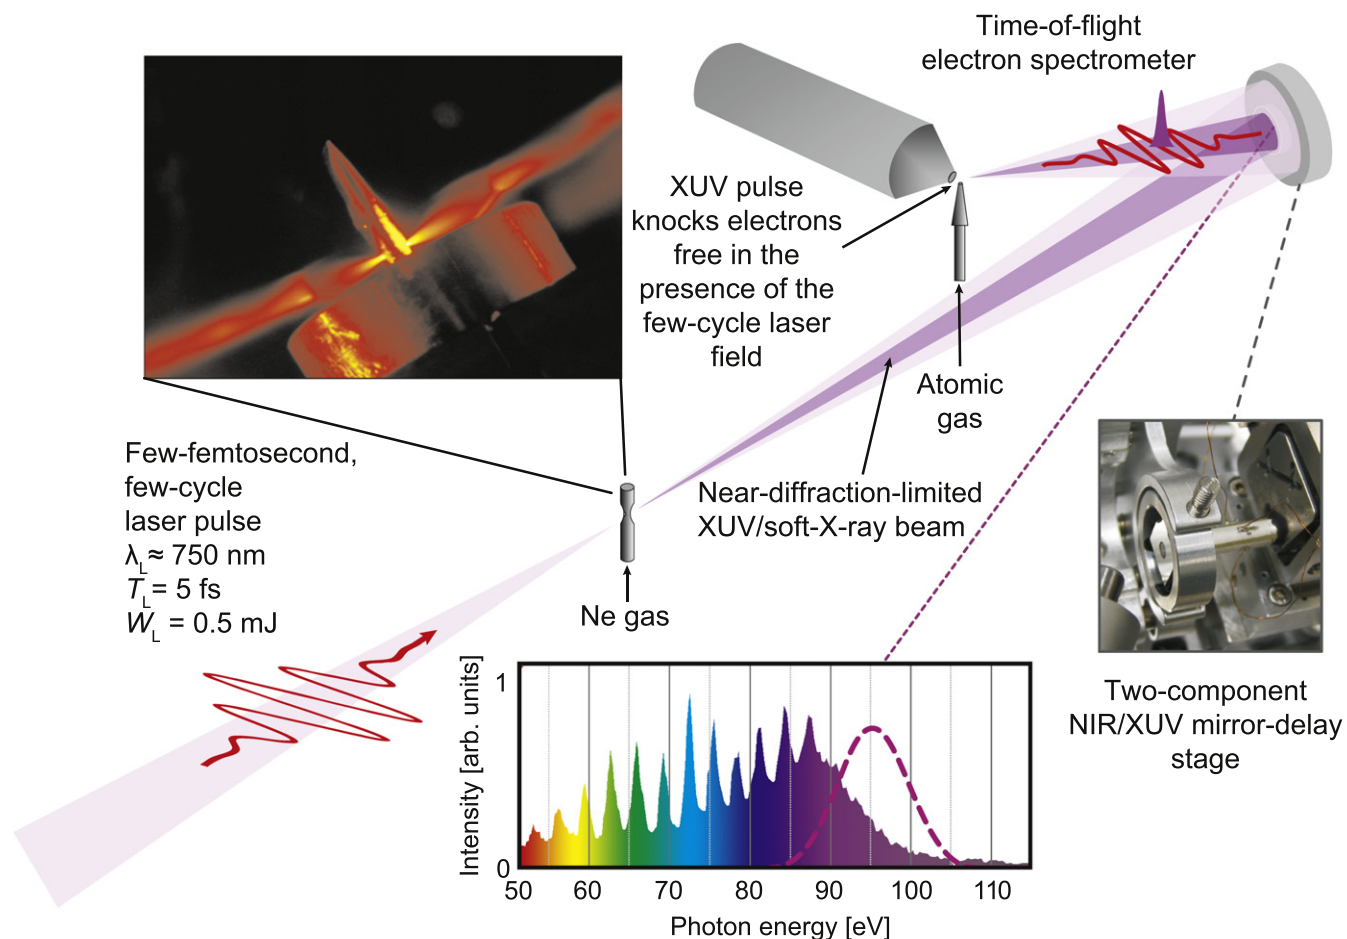 Time-of-flight
electron spectrometer
XUV pulse
knocks electrons
free in the
presence of the
few-cycle laser
field
Atomic
gas
Few-femtosecond,
few-cycle
laser pulse
λL≈ 750 nm
TL= 5 fs
WL = 0.5 mJ
Near-diffraction-limited
XUV/soft-X-ray beam
Ne gas
Two-component
NIR/XUV mirror-delay
stage
Intensity [arb. units]
1
0
50 60 70 80 90 100 110
Photon energy [eV]